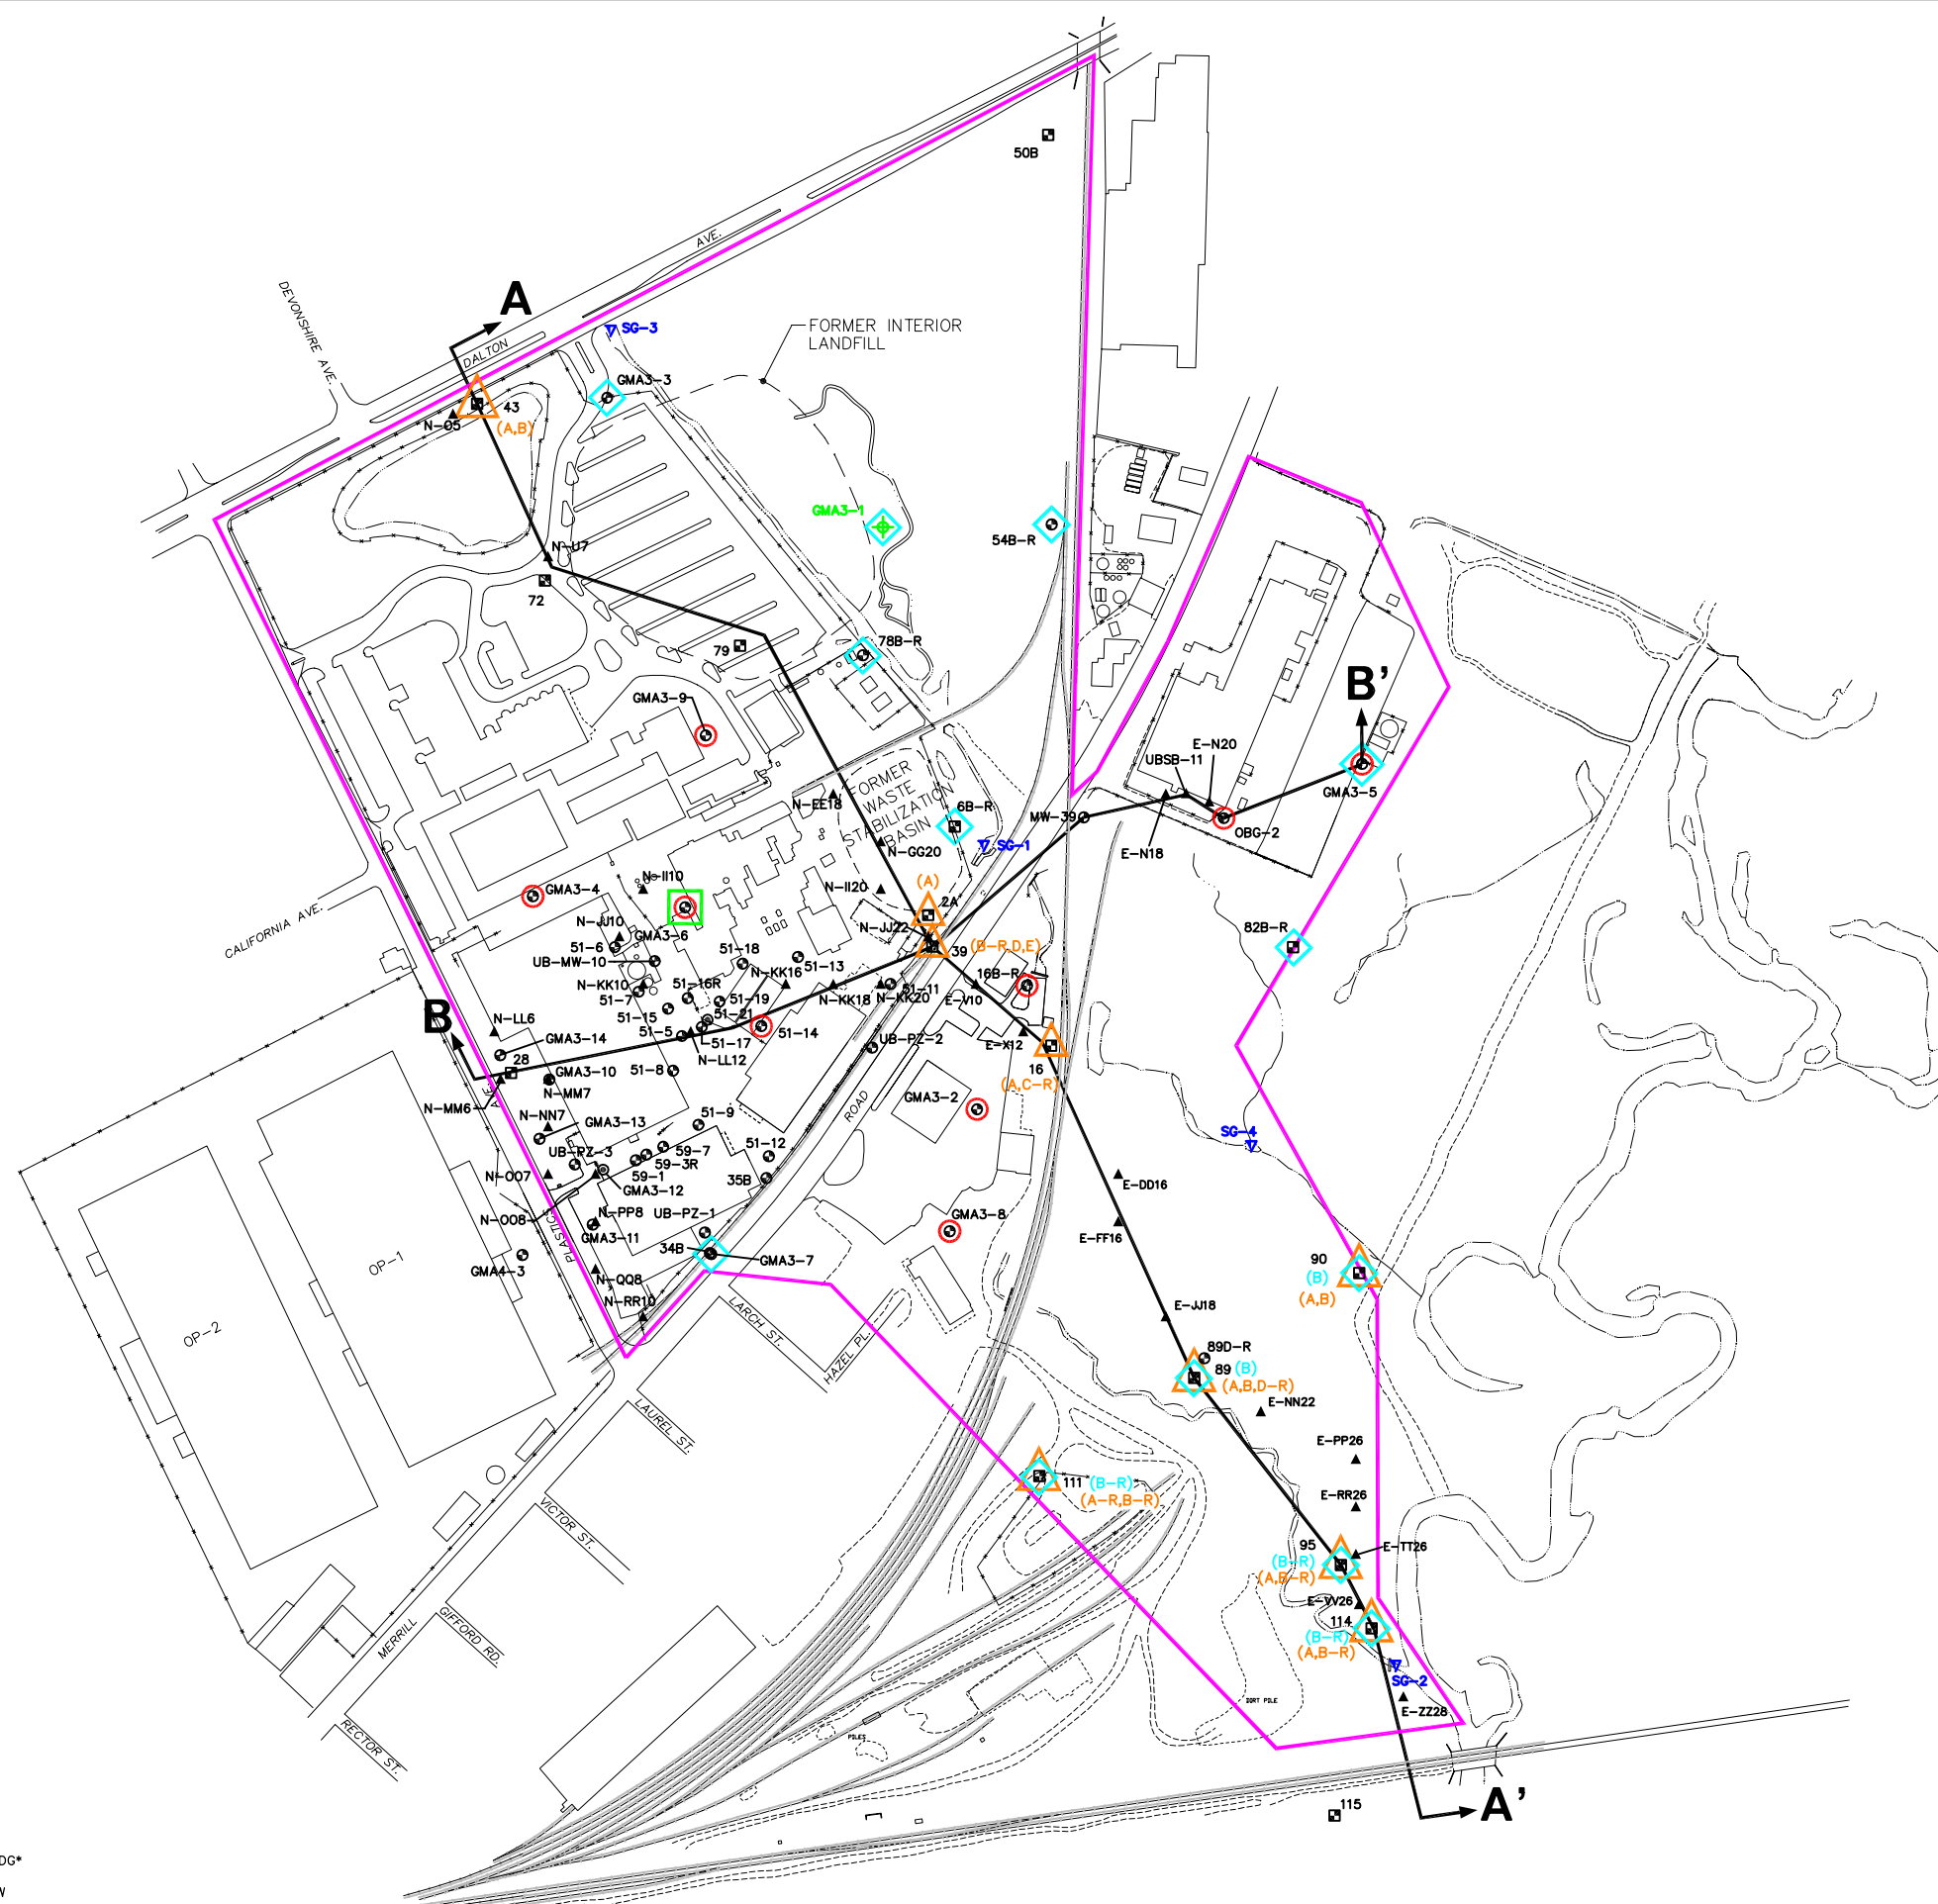 50B
AVE.
DEVONSHIRE AVE.
A
SG-3
DALTON
FORMER INTERIOR
LANDFILL
GMA3-3
43
N-O5
(A,B)
GMA3-1
54B-R
N-U7
72
79
78B-R
B'
GMA3-9
E-N20
UBSB-11
GMA3-5
FORMER
WASTE
STABILIZATION
BASIN
N-EE18
6B-R
MW-39
OBG-2
N-GG20
SG-1
E-N18
(A)
N-II10
N-II20
GMA3-4
2A
CALIFORNIA AVE.
N-JJ10
N-JJ22
82B-R
GMA3-6
51-6
51-18
39
(B-R,D,E)
UB-MW-10
51-13
N-KK16
16B-R
N-KK10
51-16R
51-7
51-19
N-KK18
N-KK20
51-11
E-V10
B
N-LL6
51-15
51-21
51-5
51-17
51-14
GMA3-14
UB-PZ-2
E-X12
N-LL12
28
51-8
GMA3-10
16
(A,C-R)
N-MM7
AVE.
N-MM6
GMA3-2
ROAD
N-NN7
GMA3-13
51-9
SG-4
UB-PZ-3
59-7
51-12
59-3R
N-OO7
59-1
35B
E-DD16
GMA3-12
N-OO8
N-PP8
UB-PZ-1
GMA3-8
PLASTICS
GMA3-11
E-FF16
34B
GMA3-7
90
OP-1
GMA4-3
N-QQ8
(B)
(A,B)
N-RR10
LARCH ST.
E-JJ18
OP-2
HAZEL PL.
89D-R
89 (B)
(A,B,D-R)
LAUREL ST.
E-NN22
E-PP26
111 (B-R)
(A-R,B-R)
E-RR26
VICTOR ST.
95
E-TT26
(B-R)
(A,B-R)
E-VV26
GIFFORD RD.
MERRILL
114
(B-R)
(A,B-R)
SG-2
DIRT PILE
E-ZZ28
RECTOR ST.
PILES
115
A'
DG*
W